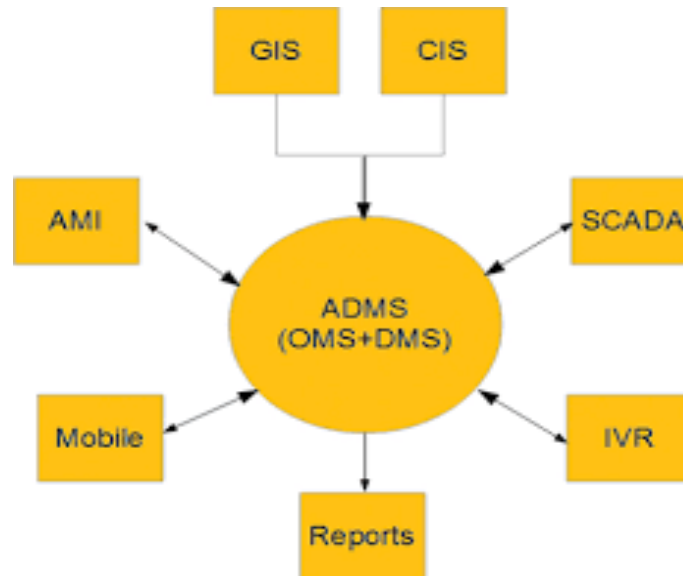 GIS
CIS
AMI
SCADA
ADMS
(OMS+DMS)
Mobile
IVR
Reports